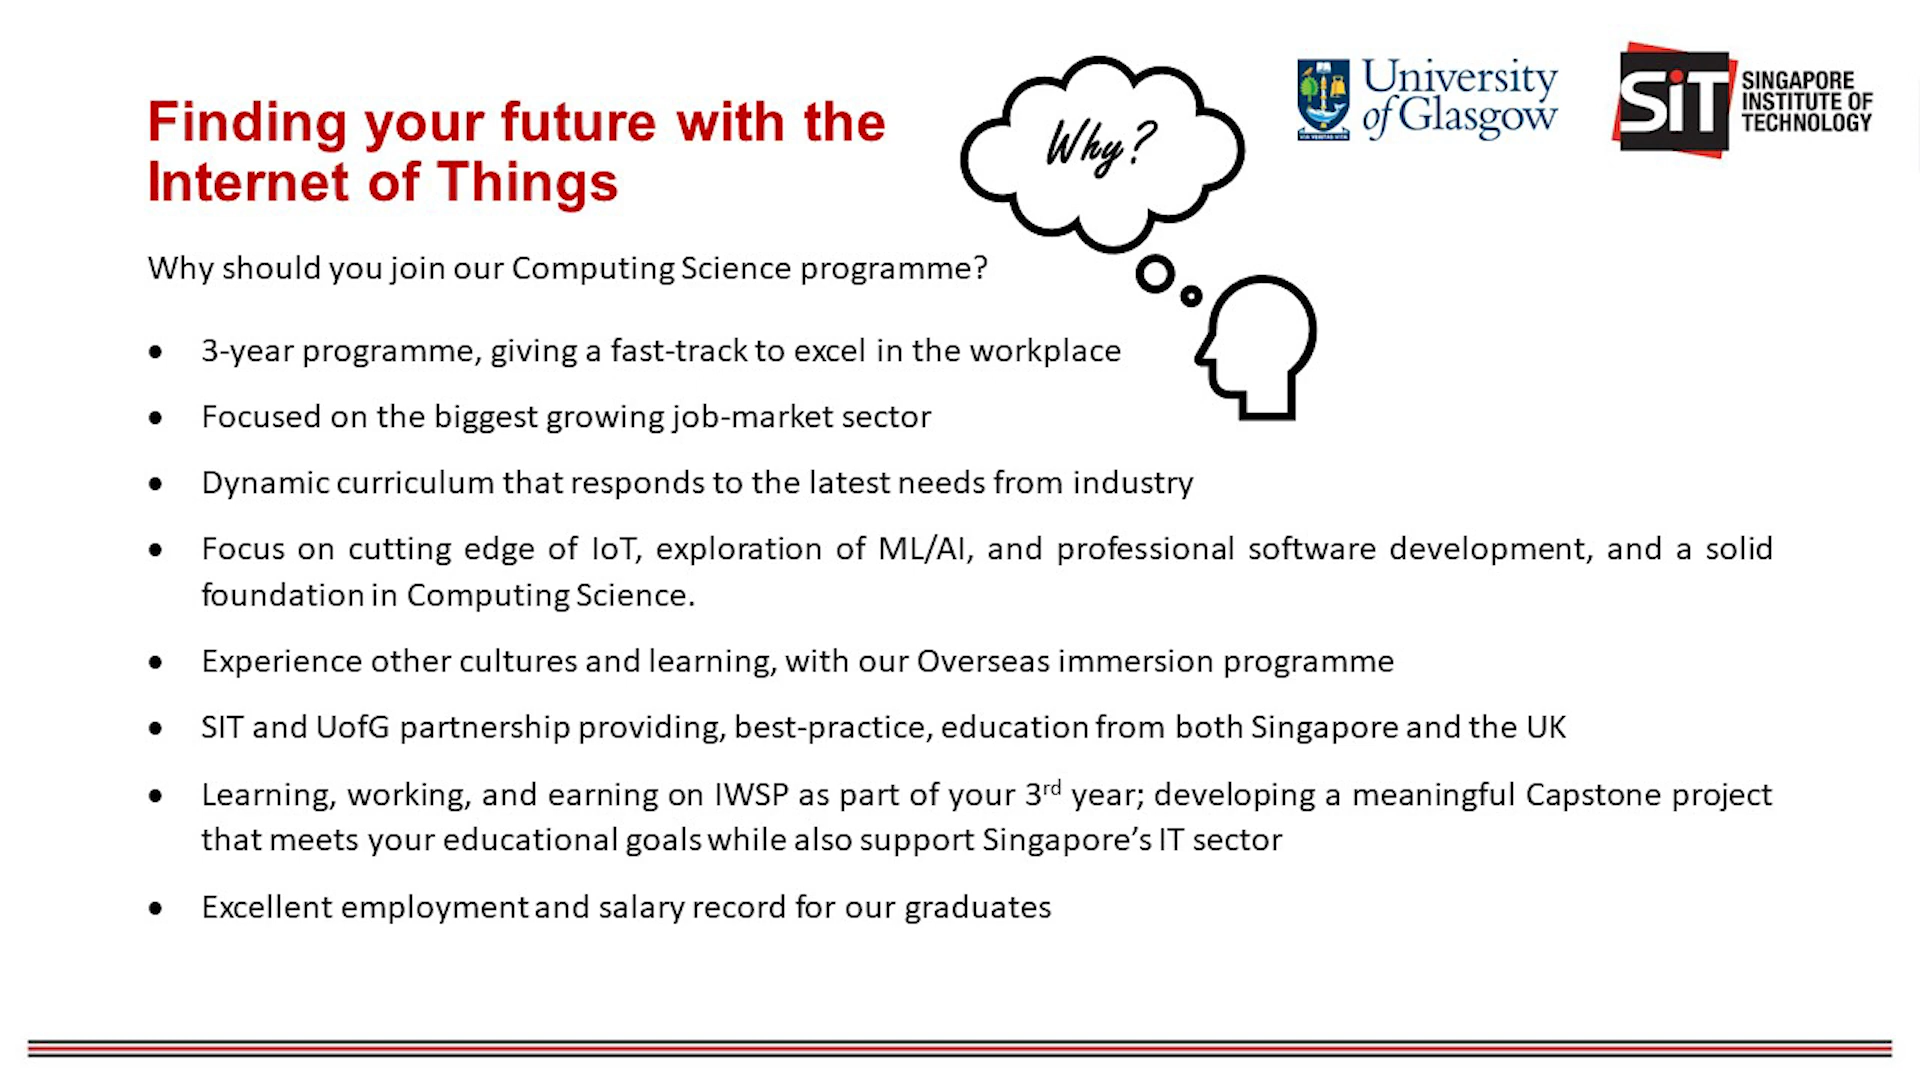 Finding your future with the
Internet of Things
Why?
University
of Glasgow
VIA VERITAS VITA
SiT
SINGAPORE
INSTITUTE OF
TECHNOLOGY
Why should you join our Computing Science programme?
• 3-year programme, giving a fast-track to excel in the workplace
• Focused on the biggest growing job-market sector
• Dynamic curriculum that responds to the latest needs from industry
• Focus on cutting edge of IoT, exploration of ML/AI, and professional software development, and a solid
foundation in Computing Science.
• Experience other cultures and learning, with our Overseas immersion programme
• SIT and UofG partnership providing, best-practice, education from both Singapore and the UK
• Learning, working, and earning on IWSP as part of your 3rd year; developing a meaningful Capstone project
that meets your educational goals while also support Singapore’s IT sector
• Excellent employment and salary record for our graduates